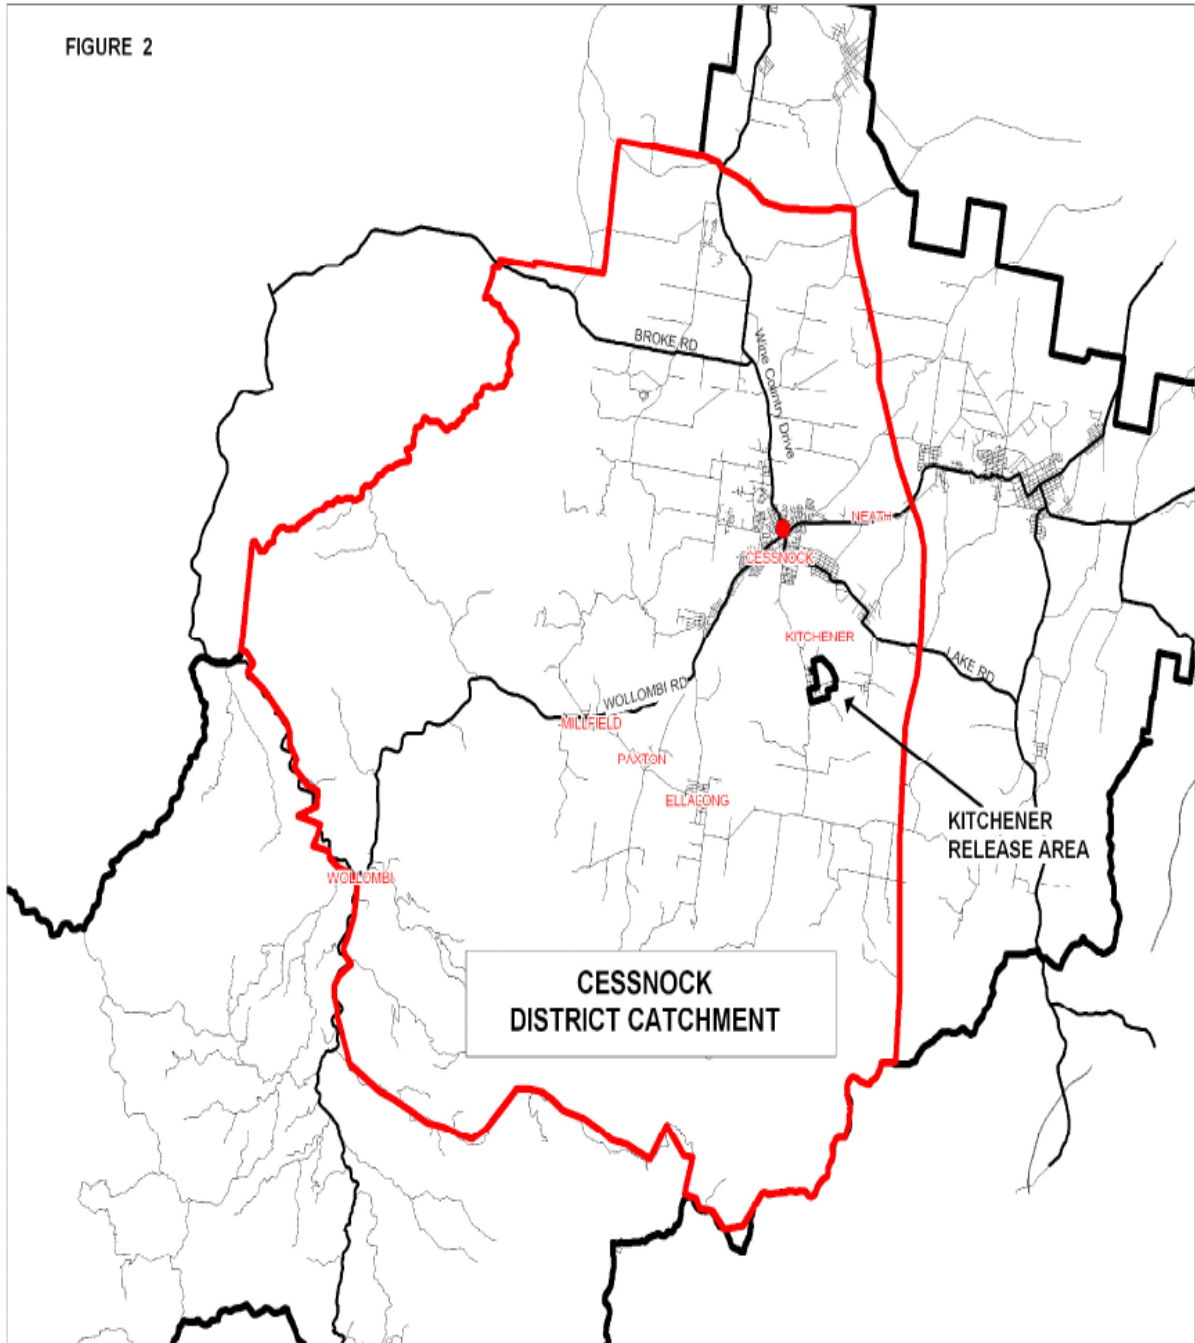 FIGURE 2
BROKE RD
Wine Country Drive
NEATH
CESSNOCK
KITCHENER
LAKE RD
WOLLOMBI RD
MILLFIELD
PAXTON
ELLALONG
KITCHENER
RELEASE AREA
WOLLOMBI
CESSNOCK
DISTRICT CATCHMENT